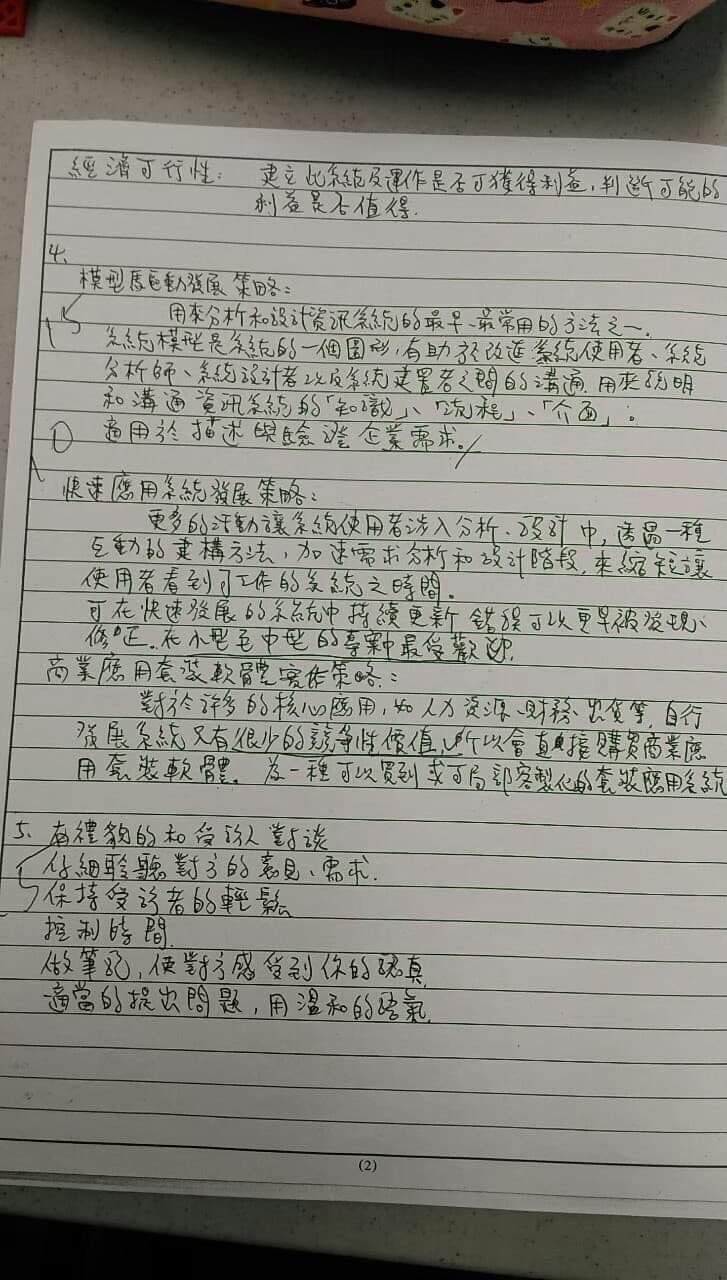 經濟可行性: 建立此系統及運作是否可獲得利益,判斷可能的
利益是否值得.
4.
模型驅動發展策略:
用來分析和設計資訊系統的最早、最常用的方法之一.
系統模型是系統的一個圖形,有助於改進系統使用者、系統
分析師、系統設計者以及系統建置者之間的溝通.用來說明
和溝通資訊系統的「知識」、「流程」、「介面」。
適用於描述與驗證企業需求。
快速應用系統發展策略:
更多的活動讓系統使用者涉入分析、設計中,透過一種
互動的建構方法,加速需求分析和設計階段,來縮短讓
使用者看到可工作的系統之時間。
可在快速發展的系統中持續更新 錯誤可以更早被發現、
修正.在小型至中型的專案中最受歡迎.
商業應用套裝軟體實作策略:
對於許多的核心應用,如人力資源、財務、出貨等,自行
發展系統只有很少的競爭性價值,所以會直接購買商業應
用套裝軟體.為一種可以買到或可局部客製化的套裝應用系統
5. 有禮貌的和受訪人對談
仔細聆聽對方的意見、需求.
保持受訪者的輕鬆
控制時間.
做筆記,使對方感受到你的認真
適當的提出問題,用溫和的語氣.
(2)